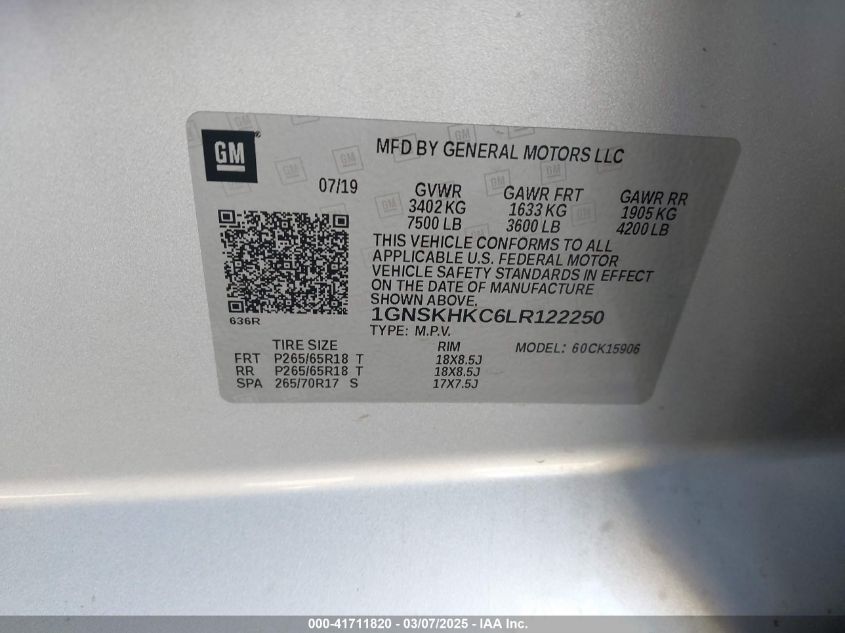 GM
MFD BY GENERAL MOTORS LLC
07/19
GVWR GAWR FRT GAWR RR
3402 KG 1633 KG 1905 KG
7500 LB 3600 LB 4200 LB
THIS VEHICLE CONFORMS TO ALL
APPLICABLE U.S. FEDERAL MOTOR
VEHICLE SAFETY STANDARDS IN EFFECT
ON THE DATE OF MANUFACTURE
SHOWN ABOVE.
636R
1GNSKHKC6LR122250
TYPE: M.P.V.
TIRE SIZE RIM MODEL: 60CK15906
FRT P265/65R18 T 18X8.5J
RR P265/65R18 T 18X8.5J
SPA 265/70R17 S 17X7.5J
000-41711820 — 03/07/2025 - IAA Inc.